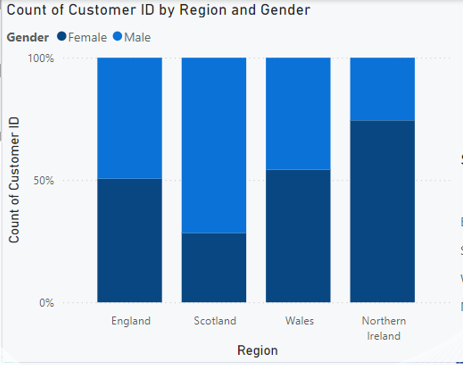 Count of Customer ID by Region and Gender
Gender Female Male
100%
50%
0%
Count of Customer ID
England Scotland Wales Northern
Ireland
Region